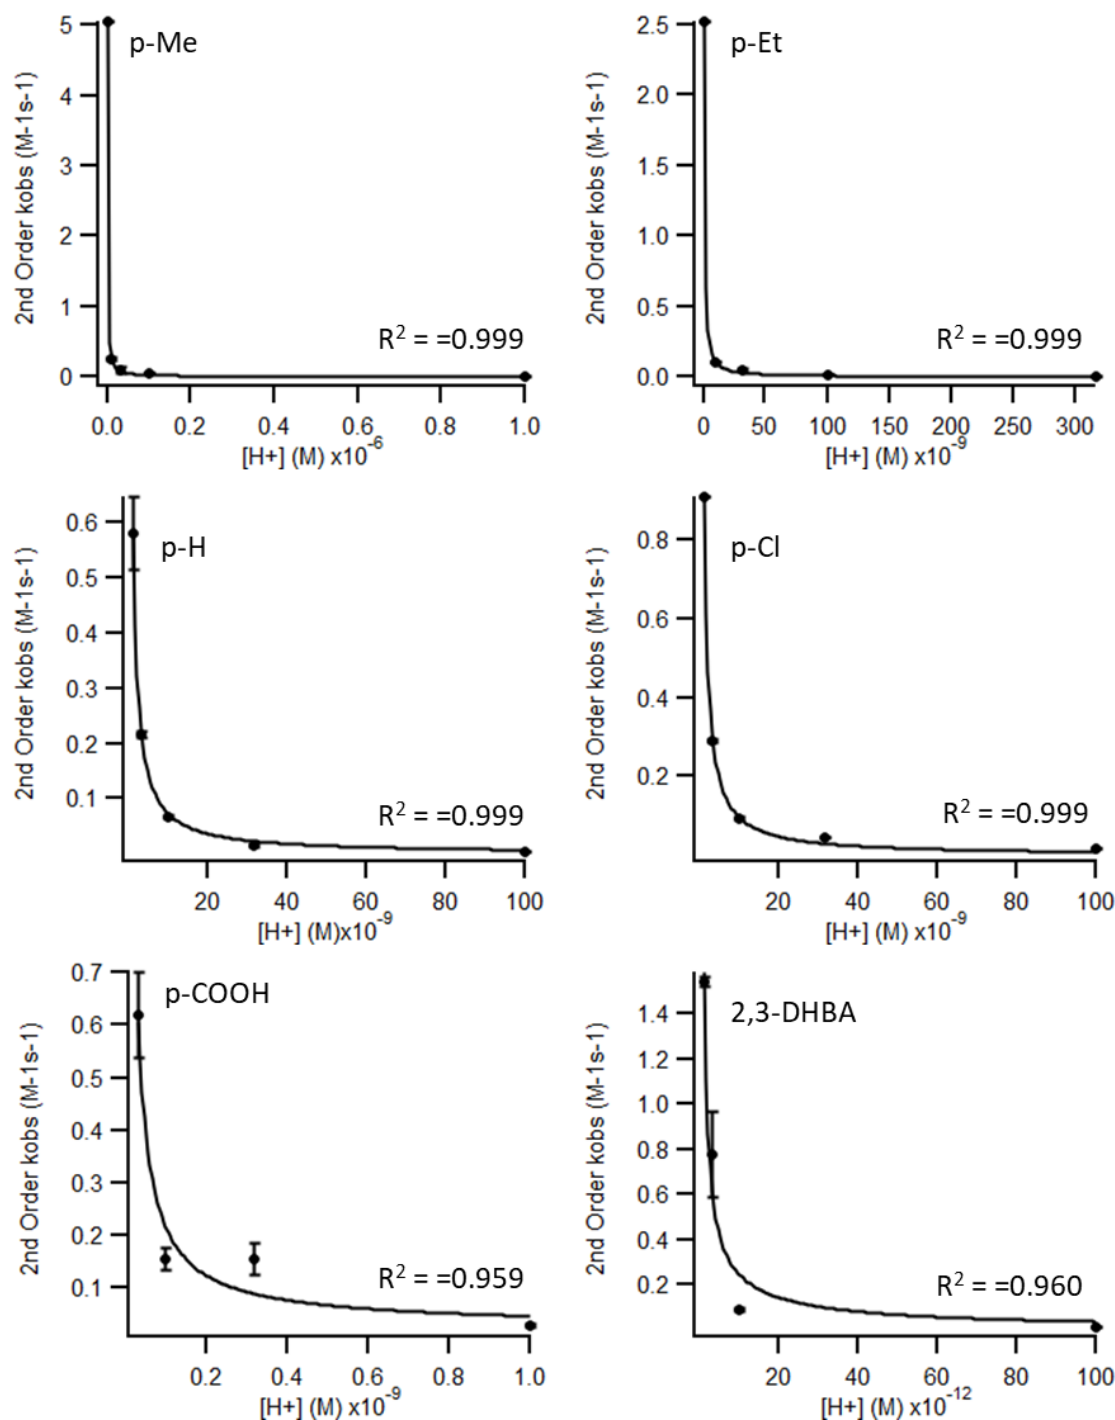 p-Me
5
4
3
2
1
0
2nd Order kobs (M-1s-1)
R² = =0.999
0.0 0.2 0.4 0.6 0.8 1.0
[H+] (M) x10⁻⁶
p-Et
2.5
2.0
1.5
1.0
0.5
0.0
2nd Order kobs (M-1s-1)
R² = =0.999
0 50 100 150 200 250 300
[H+] (M) x10⁻⁹
p-H
0.6
0.5
0.4
0.3
0.2
0.1
2nd Order kobs (M-1s-1)
R² = =0.999
20 40 60 80 100
[H+] (M)x10⁻⁹
p-Cl
0.8
0.6
0.4
0.2
2nd Order kobs (M-1s-1)
R² = =0.999
20 40 60 80 100
[H+] (M) x10⁻⁹
p-COOH
0.7
0.6
0.5
0.4
0.3
0.2
0.1
2nd Order kobs (M-1s-1)
R² = =0.959
0.2 0.4 0.6 0.8 1.0
[H+] (M) x10⁻⁹
2,3-DHBA
1.4
1.2
1.0
0.8
0.6
0.4
0.2
2nd Order kobs (M-1s-1)
R² = =0.960
20 40 60 80 100
[H+] (M) x10⁻¹²